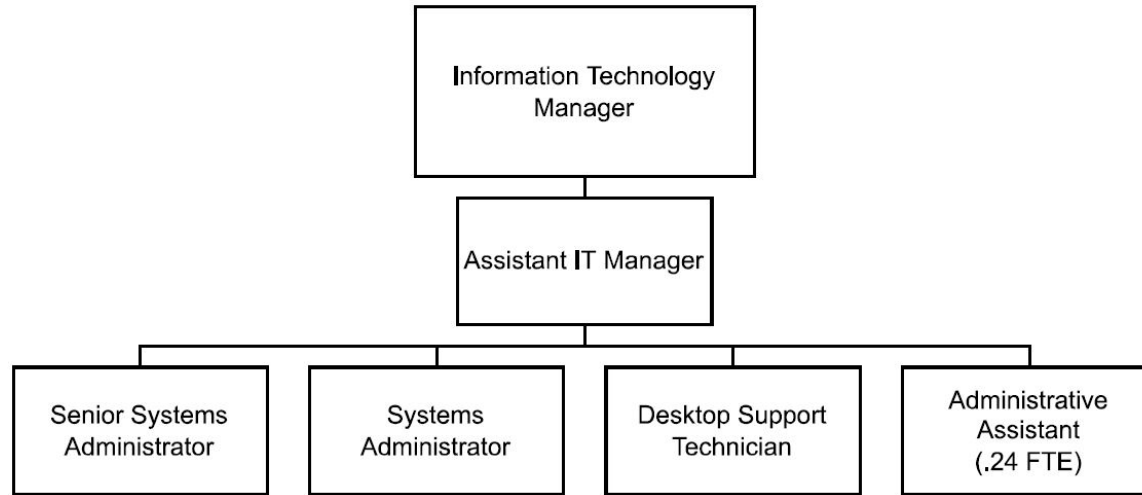 Information Technology
Manager
Assistant IT Manager
Senior Systems
Administrator
Systems
Administrator
Desktop Support
Technician
Administrative
Assistant
(.24 FTE)